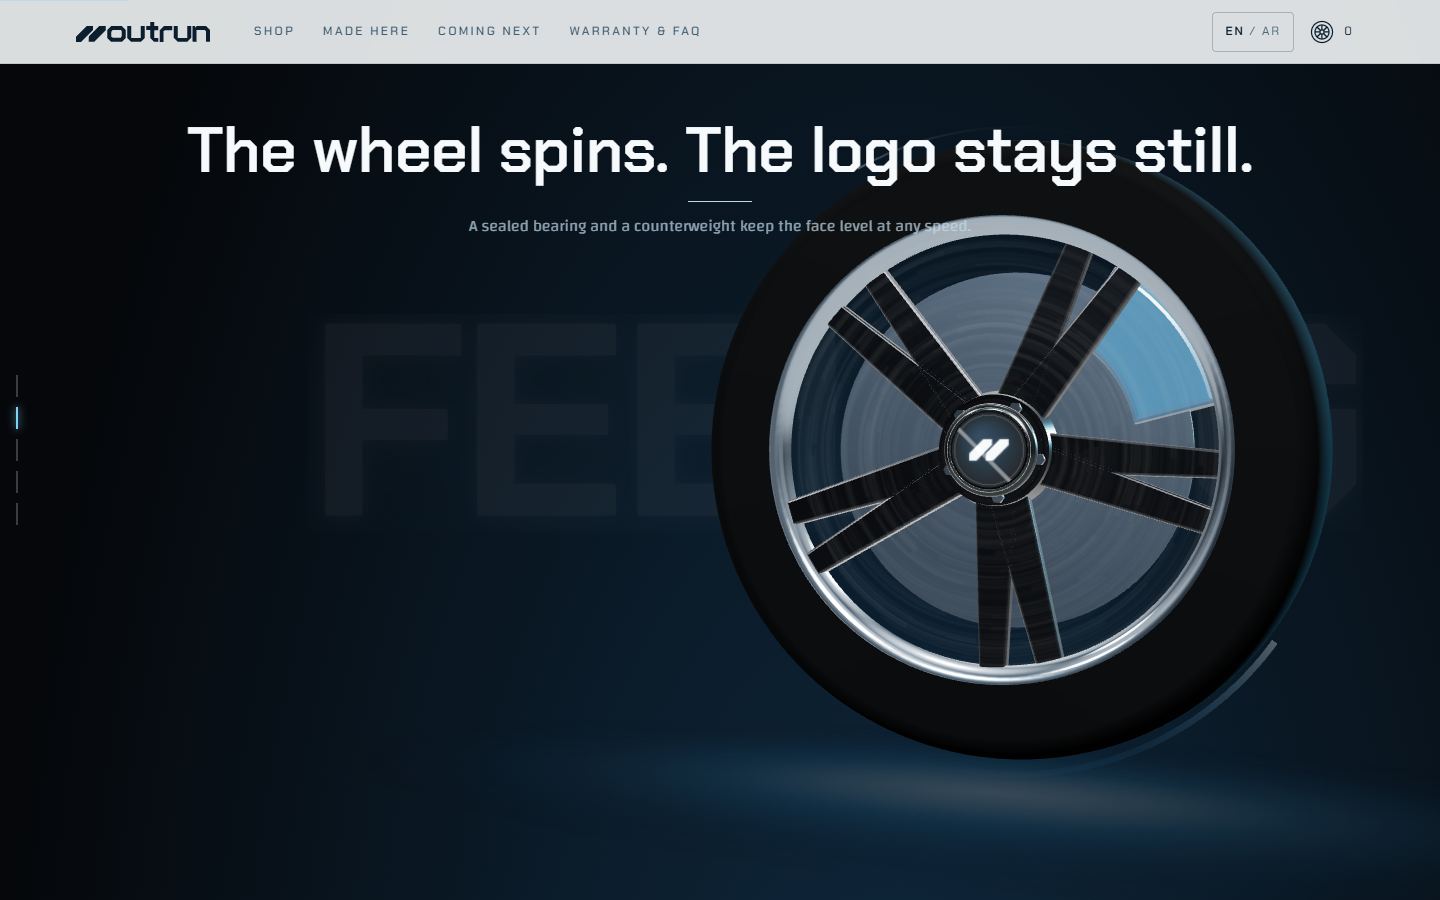 outrun
SHOP
MADE HERE
COMING NEXT
WARRANTY & FAQ
EN / AR
0
The wheel spins. The logo stays still.
A sealed bearing and a counterweight keep the face level at any speed.